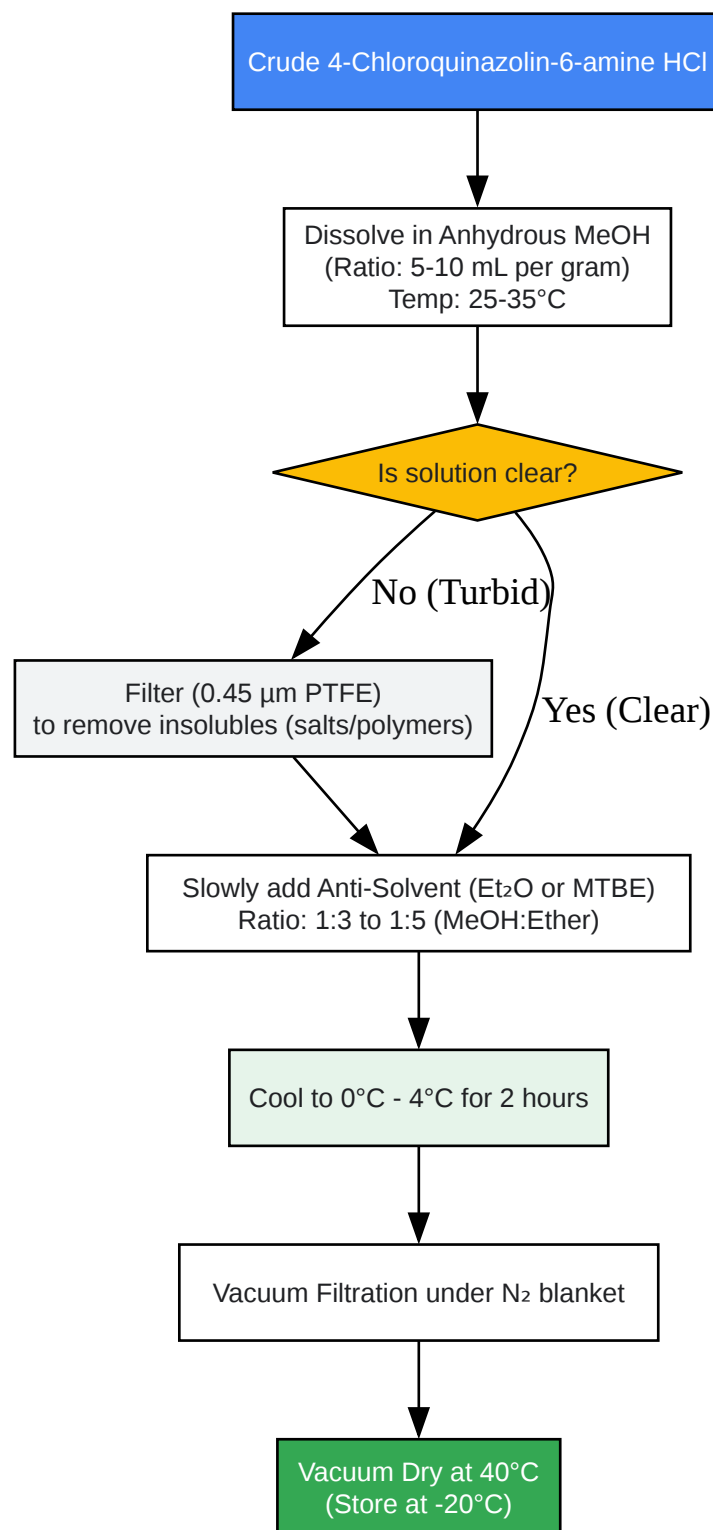 Crude 4-Chloroquinazolin-6-amine HCl
Dissolve in Anhydrous MeOH
(Ratio: 5-10 mL per gram)
Temp: 25-35°C
Is solution clear?
No (Turbid)
Filter (0.45 µm PTFE)
to remove insolubles (salts/polymers)
Yes (Clear)
Slowly add Anti-Solvent (Et₂O or MTBE)
Ratio: 1:3 to 1:5 (MeOH:Ether)
Cool to 0°C - 4°C for 2 hours
Vacuum Filtration under N₂ blanket
Vacuum Dry at 40°C
(Store at -20°C)